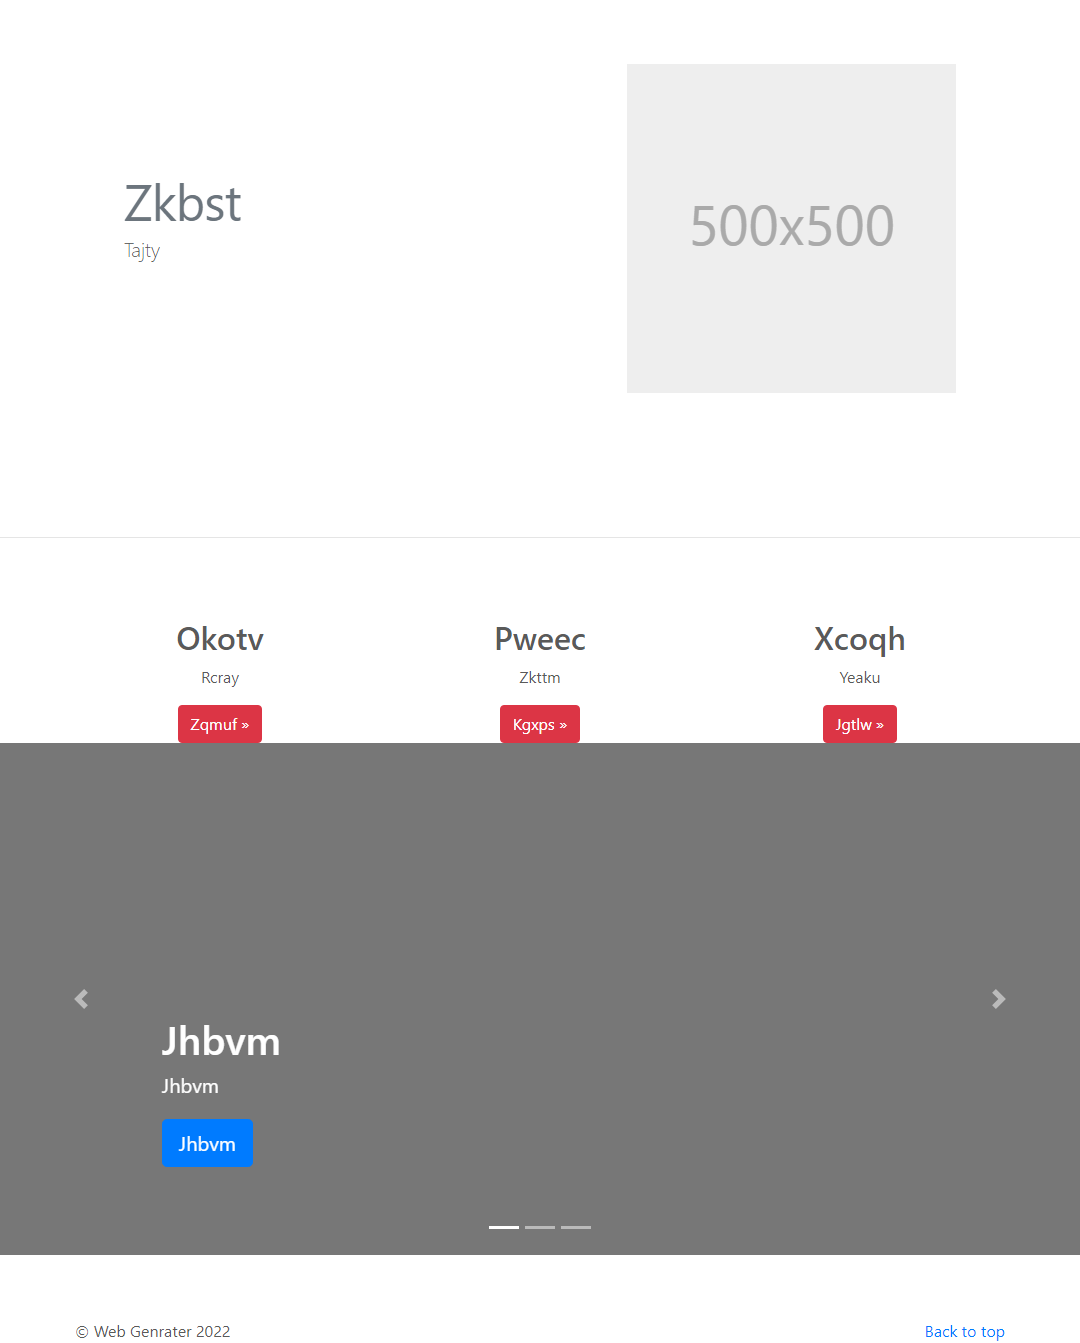 Zkbst
Tajty
500x500
Okotv
Rcray
Zqmuf »
Pweec
Zkttm
Kgxps »
Xcoqh
Yeaku
Jgtlw »
Jhbvm
Jhbvm
Jhbvm
© Web Genrater 2022
Back to top